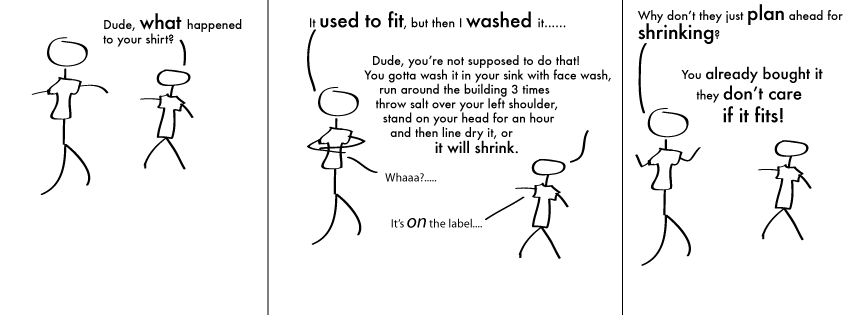 Dude, what happened
to your shirt?
It used to fit, but then I washed it......
Dude, you're not supposed to do that!
You gotta wash it in your sink with face wash,
run around the building 3 times
throw salt over your left shoulder,
stand on your head for an hour
and then line dry it, or
it will shrink.
Whaaa?.....
It's on the label....
Why don't they just plan ahead for
shrinking?
You already bought it
they don't care
if it fits!